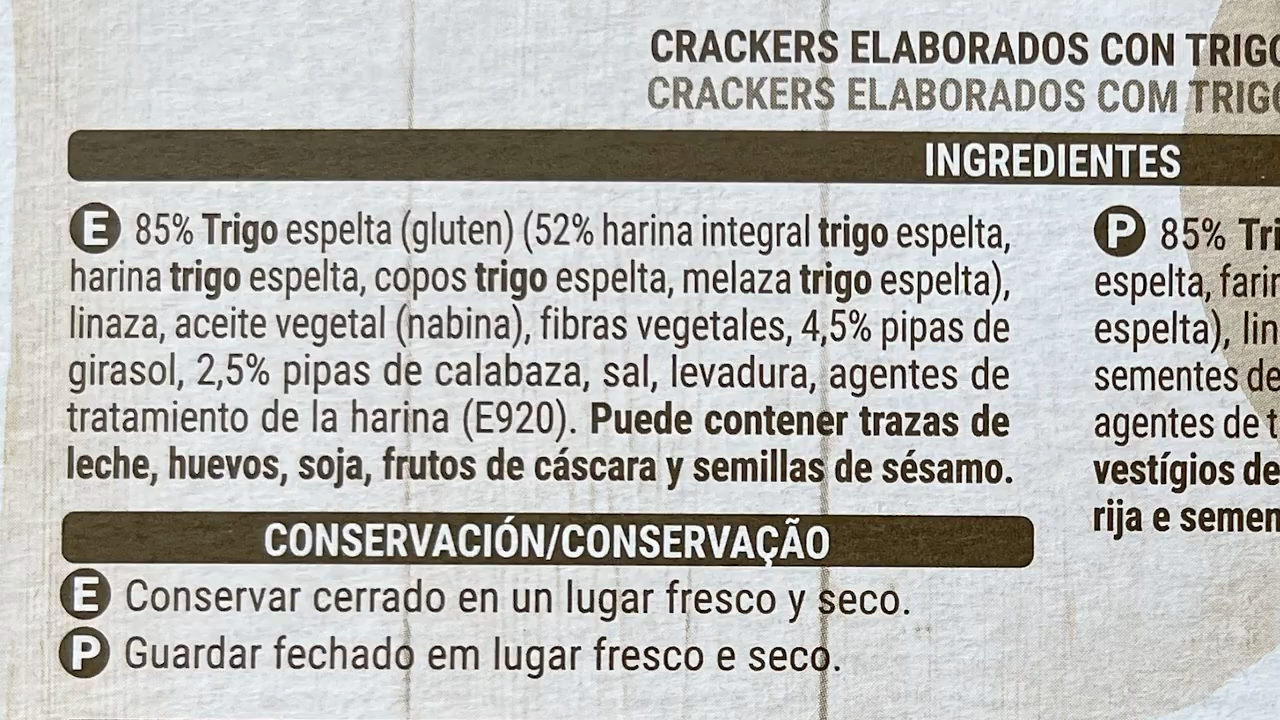 CRACKERS ELABORADOS CON
CRACKERS ELABORADOS COM
INGREDIENTES
E 85% Trigo espelta (gluten) (52% harina integral trigo espelta,
harina trigo espelta, copos trigo espelta, melaza trigo espelta),
linaza, aceite vegetal (nabina), fibras vegetales, 4,5% pipas de
girasol, 2,5% pipas de calabaza, sal, levadura, agentes de
tratamiento de la harina (E920). Puede contener trazas de
leche, huevos, soja, frutos de cáscara y semillas de sésamo.
P 85%
espelta,
espelta),
sementes de
agentes de
vestígios de
rija e
CONSERVACIÓN/CONSERVAÇÃO
E Conservar cerrado en un lugar fresco y seco.
P Guardar fechado em lugar fresco e seco.